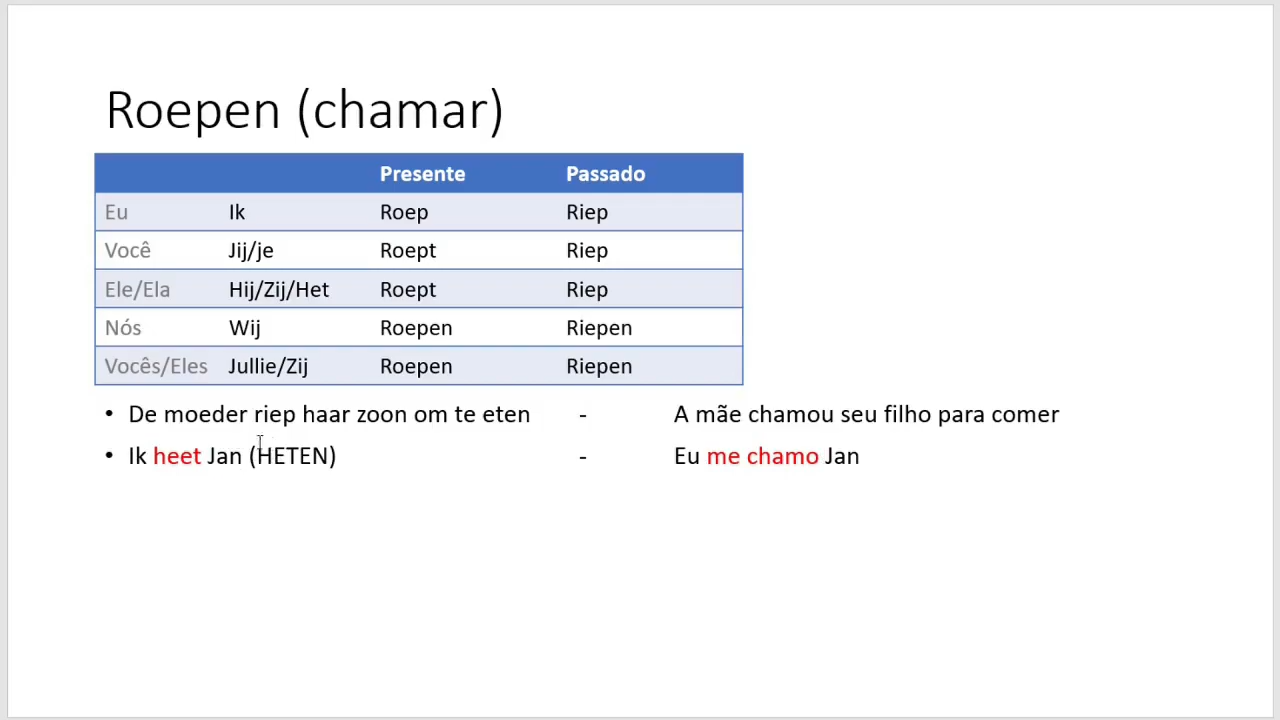 Roepen (chamar)
Presente Passado
Eu Ik Roep Riep
Você Jij/je Roept Riep
Ele/Ela Hij/Zij/Het Roept Riep
Nós Wij Roepen Riepen
Vocês/Eles Jullie/Zij Roepen Riepen
• De moeder riep haar zoon om te eten - A mãe chamou seu filho para comer
• Ik heet Jan (HETEN) - Eu me chamo Jan